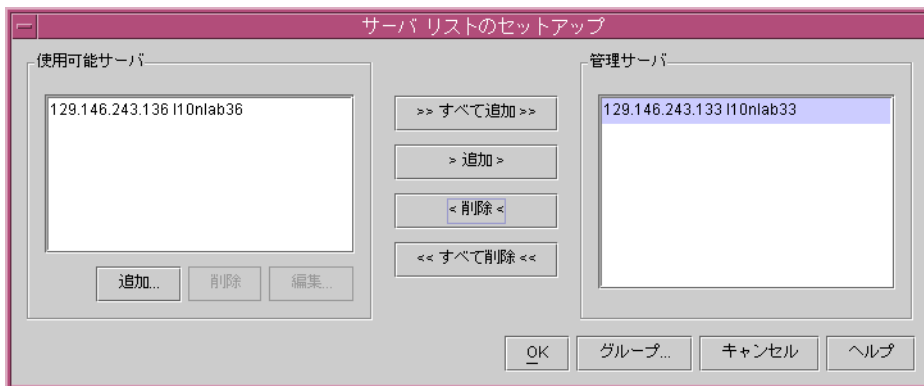 サーバ リストのセットアップ
使用可能サーバ
129.146.243.136 l10nlab36
追加...
削除
編集...
>> すべて追加 >>
> 追加 >
< 削除 <
<< すべて削除 <<
管理サーバ
129.146.243.133 l10nlab33
OK
グループ...
キャンセル
ヘルプ